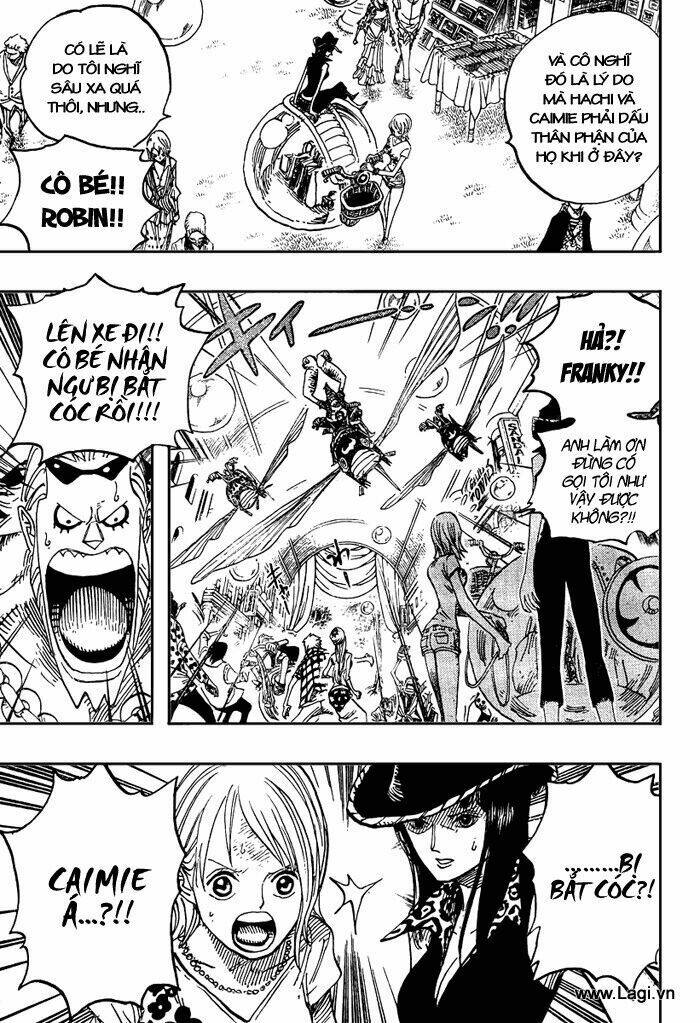 VÀ CÔ NGHĨ
ĐÓ LÀ LÝ DO
MÀ HACHI VÀ
CAIMIE PHẢI DẤU
THÂN PHẬN CỦA
HỌ KHI Ở ĐÂY?
CÓ LẼ LÀ
DO TÔI NGHĨ
SÂU XA QUÁ
THÔI, NHƯNG..
CÔ BÉ!!
ROBIN!!
HẢ?!
FRANKY!!
ANH LÀM ƠN
ĐỪNG CÓ
GỌI TÔI NHƯ
VẬY ĐƯỢC
KHÔNG?!!
LÊN XE ĐI!!
CÔ BÉ NHÂN
NGƯ BỊ BẮT
CÓC RỒI!!!
.........BỊ
BẮT CÓC?!
CAIMIE
Á...?!!
www.Lagi.vn